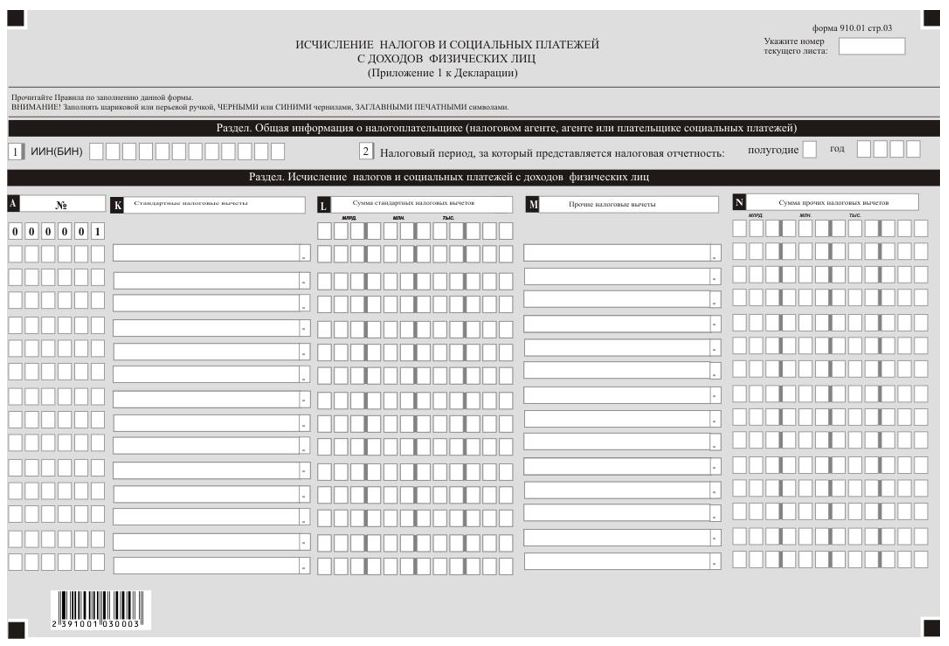 форма 910.01 стр.03
ИСЧИСЛЕНИЕ НАЛОГОВ И СОЦИАЛЬНЫХ ПЛАТЕЖЕЙ
С ДОХОДОВ ФИЗИЧЕСКИХ ЛИЦ
(Приложение 1 к Декларации)
Укажите номер
текущего листа:
Прочитайте Правила по заполнению данной формы.
ВНИМАНИЕ! Заполнять шариковой или перьевой ручкой, ЧЕРНЫМИ или СИНИМИ чернилами, ЗАГЛАВНЫМИ ПЕЧАТНЫМИ символами.
Раздел. Общая информация о налогоплательщике (налоговом агенте, агенте или плательщике социальных платежей)
1 ИИН(БИН) 2 Налоговый период, за который представляется налоговая отчетность: полугодие год
Раздел. Исчисление налогов и социальных платежей с доходов физических лиц
A № K Стандартные налоговые вычеты L Сумма стандартных налоговых вычетов M Прочие налоговые вычеты N Сумма прочих налоговых вычетов
МЛРД. МЛН. ТЫС. МЛРД. МЛН. ТЫС.
0 0 0 0 0 1
2 391001 030003